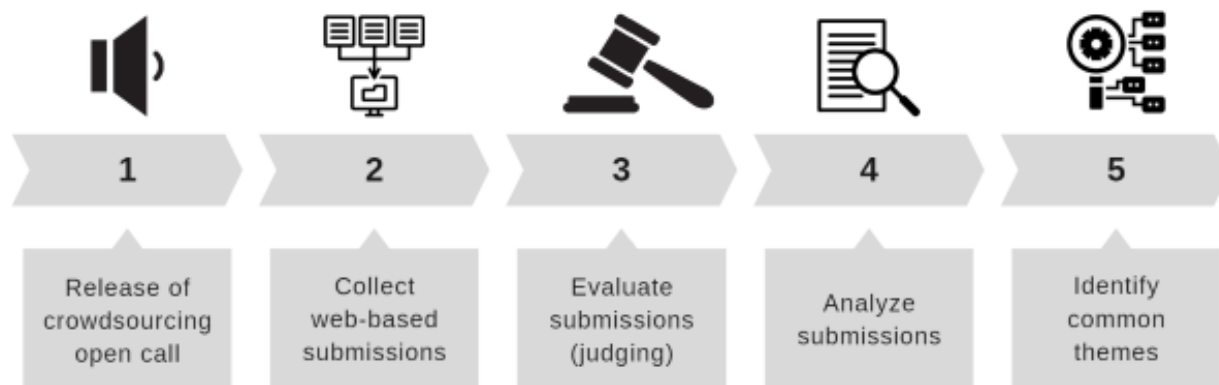 1
2
3
4
5
Release of
crowdsourcing
open call
Collect
web-based
submissions
Evaluate
submissions
(judging)
Analyze
submissions
Identify
common
themes